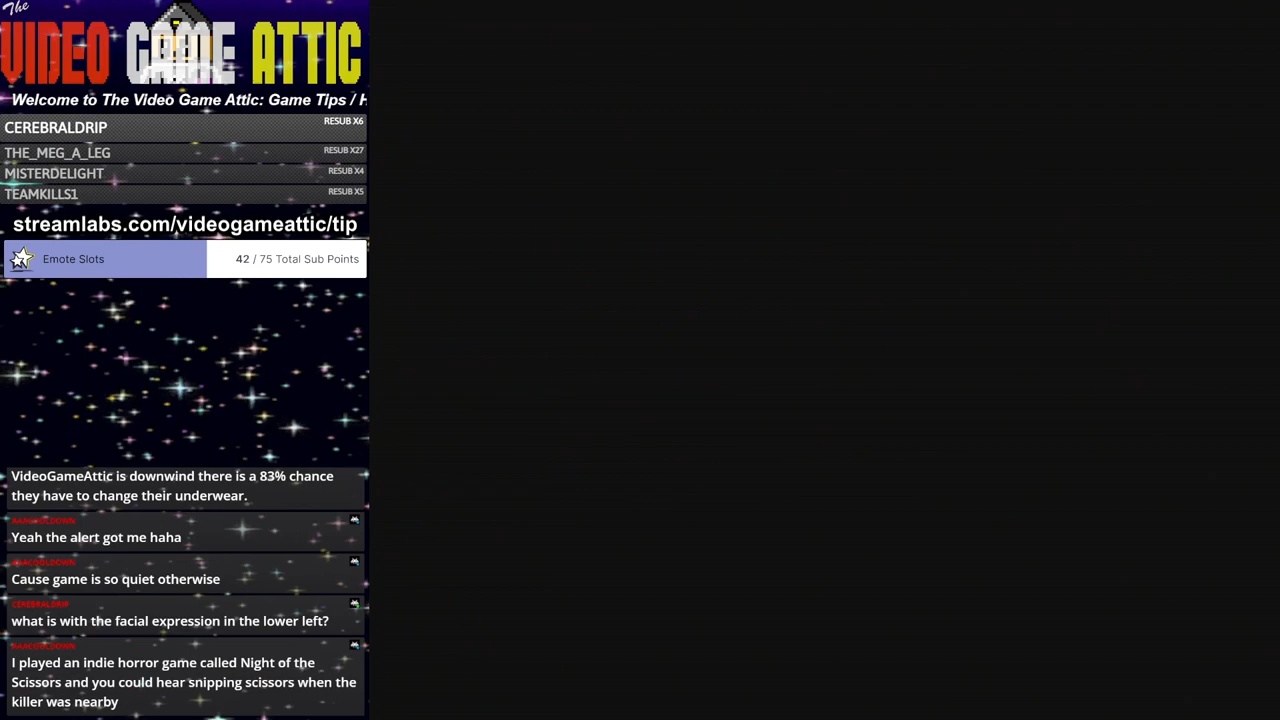 The
VIDEO GAME ATTIC
Welcome to The Video Game Attic: Game Tips / H
CEREBRALDRIP RESUB X6
THE_MEG_A_LEG RESUB X27
MISTERDELIGHT RESUB X4
TEAMKILLS1 RESUB X5
streamlabs.com/videogameattic/tip
Emote Slots 42 / 75 Total Sub Points
VideoGameAttic is downwind there is a 83% chance
they have to change their underwear.
Yeah the alert got me haha
Cause game is so quiet otherwise
CEREBRALDRIP
what is with the facial expression in the lower left?
I played an indie horror game called Night of the
Scissors and you could hear snipping scissors when the
killer was nearby